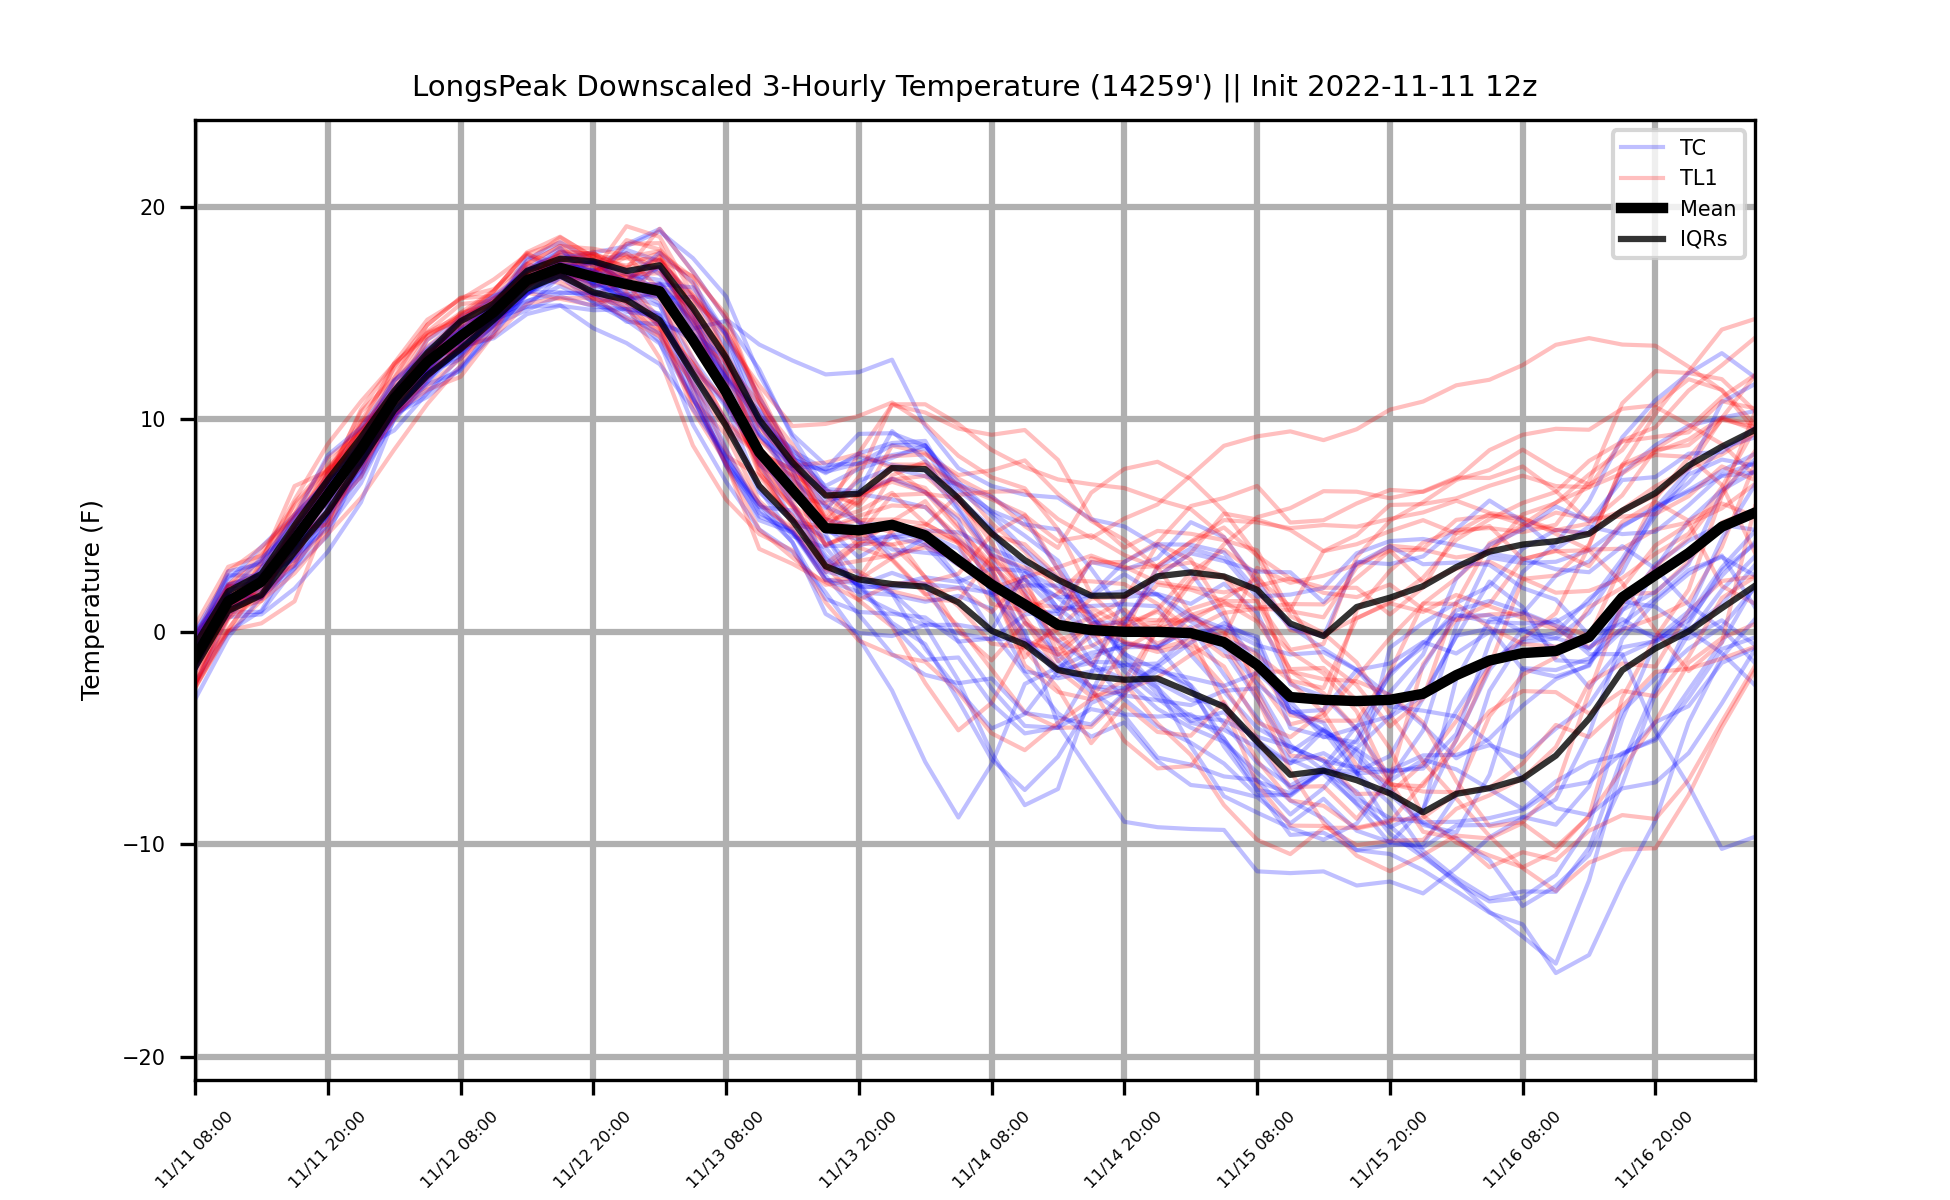 LongsPeak Downscaled 3-Hourly Temperature (14259') || Init 2022-11-11 12z
TC
TL1
Mean
IQRs
Temperature (F)
20
10
0
−10
−20
11/11 08:00
11/11 20:00
11/12 08:00
11/12 20:00
11/13 08:00
11/13 20:00
11/14 08:00
11/14 20:00
11/15 08:00
11/15 20:00
11/16 08:00
11/16 20:00